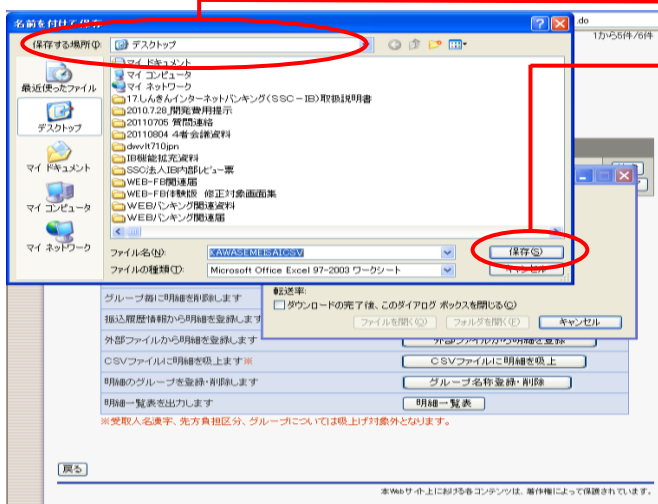 名前を付けて保存
.do
保存する場所(I):
デスクトップ
1から5件/6件
最近使ったファイル
デスクトップ
マイ ドキュメント
マイ コンピュータ
マイ ネットワーク
マイ ドキュメント
マイ コンピュータ
マイ ネットワーク
17.しんきんインターネットバンキング(SSC-IB)取扱説明書
2010.7.28_開発費用提示
20110705 質問連絡
20110804 4者会議資料
dwvlt710jpn
IB機能拡充資料
SSC法人IB内部レビュー票
WEB-FB関連届
WEB-FB体験版 修正対象画面集
WEBバンキング関連資料
WEBバンキング関連届
ファイル名(N):
KAWASEMEISAI.CSV
保存(S)
ファイルの種類(T):
Microsoft Office Excel 97-2003 ワークシート
キャンセル
転送率:
ダウンロードの完了後、このダイアログ ボックスを閉じる(C)
ファイルを開く(O)
フォルダを開く(F)
キャンセル
グループ毎に明細を削除します
振込履歴情報から明細を登録します
外部ファイルから明細を登録します
外部ファイルから明細を登録
CSVファイルに明細を吸上ます※
CSVファイルに明細を吸上
明細のグループを登録・削除します
グループ名称登録・削除
明細一覧表を出力します
明細一覧表
※受取人名漢字、先方負担区分、グループについては吸上げ対象外となります。
戻る
本Webサイト上における各コンテンツは、著作権によって保護されています。